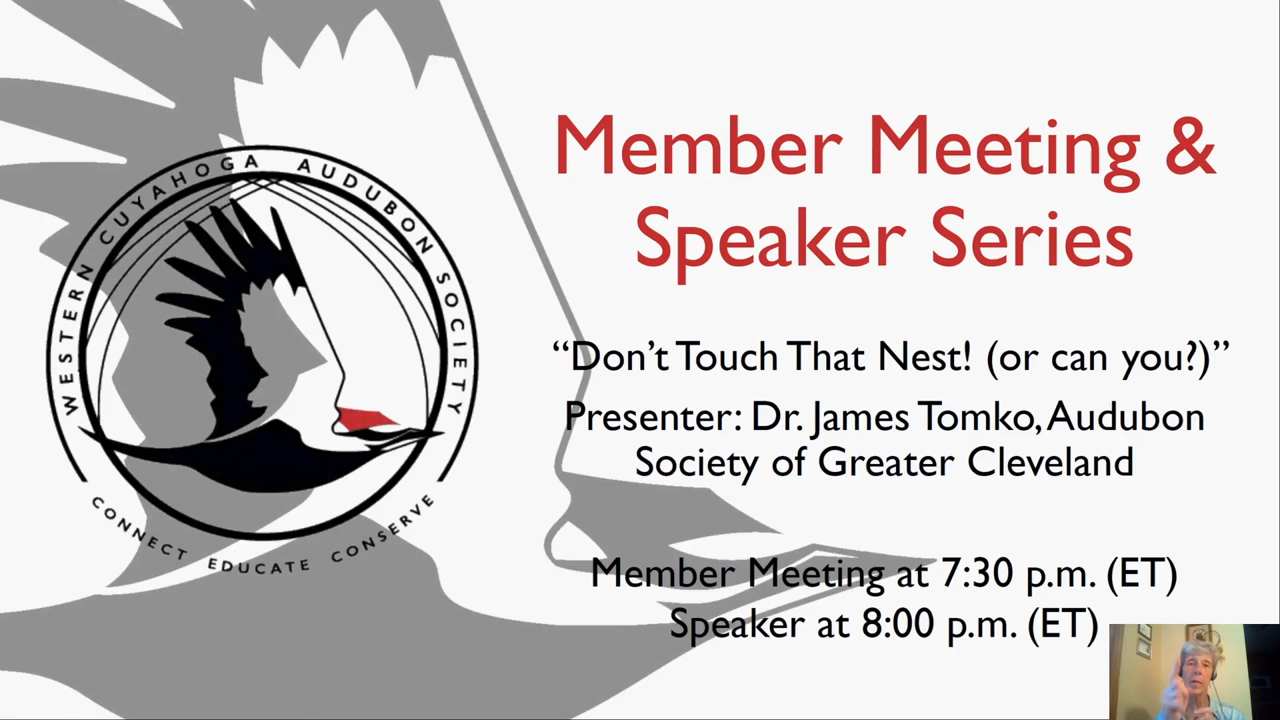 WESTERN CUYAHOGA AUDUBON SOCIETY
CONNECT EDUCATE CONSERVE
Member Meeting &
Speaker Series
“Don’t Touch That Nest! (or can you?)”
Presenter: Dr. James Tomko, Audubon
Society of Greater Cleveland
Member Meeting at 7:30 p.m. (ET)
Speaker at 8:00 p.m. (ET)